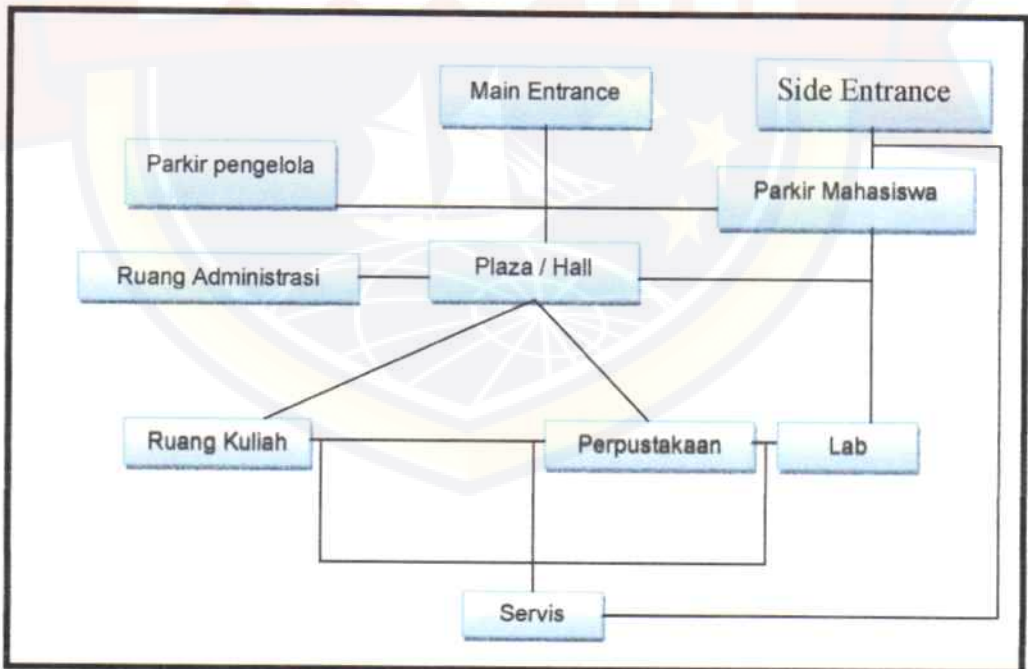 Main Entrance
Side Entrance
Parkir pengelola
Parkir Mahasiswa
Ruang Administrasi
Plaza / Hall
Ruang Kuliah
Perpustakaan
Lab
Servis